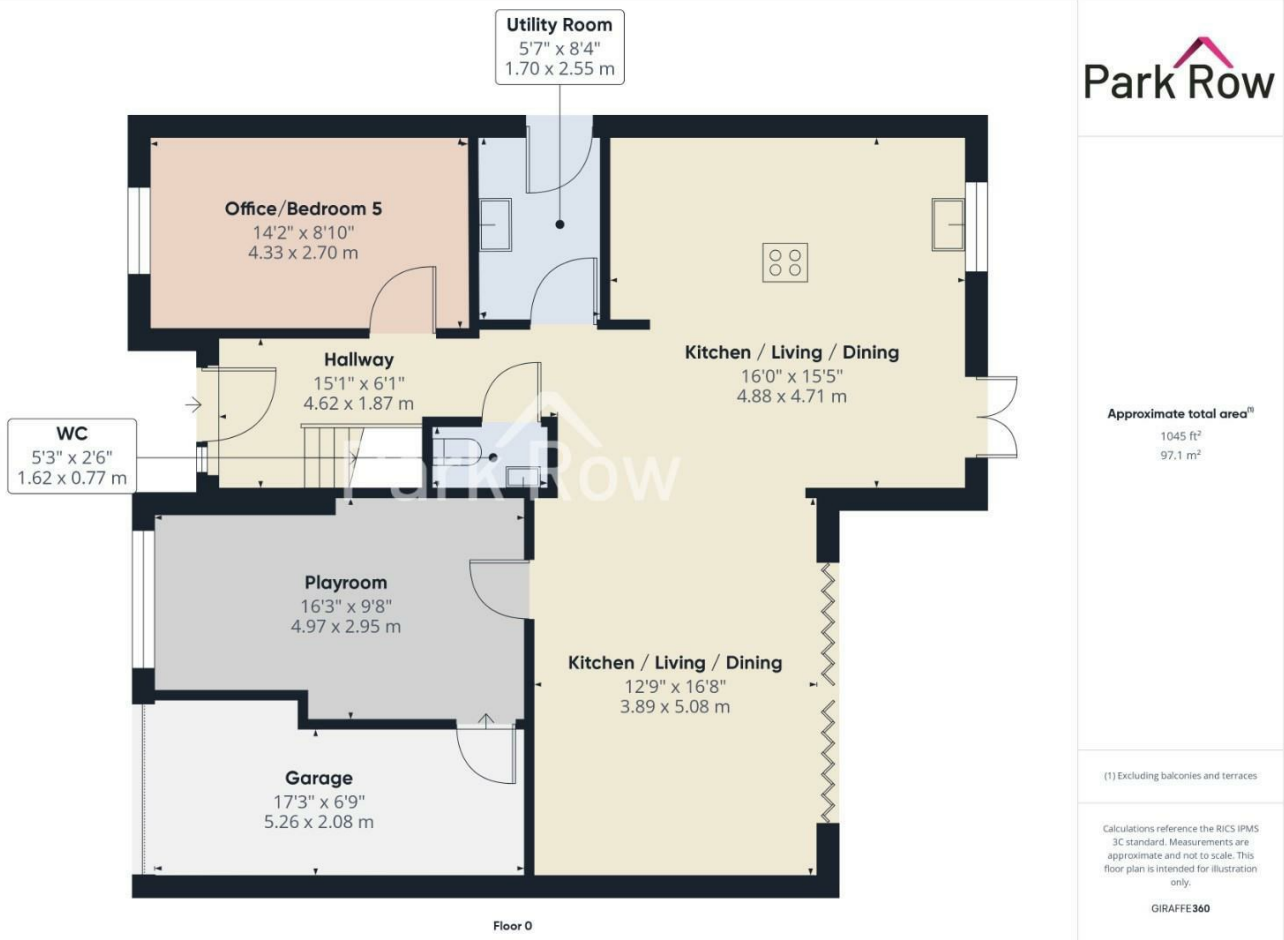 Utility Room
5'7" x 8'4"
1.70 x 2.55 m
Park Row
Office/Bedroom 5
14'2" x 8'10"
4.33 x 2.70 m
Hallway
15'1" x 6'1"
4.62 x 1.87 m
Kitchen / Living / Dining
16'0" x 15'5"
4.88 x 4.71 m
WC
5'3" x 2'6"
1.62 x 0.77 m
Park Row
Playroom
16'3" x 9'8"
4.97 x 2.95 m
Kitchen / Living / Dining
12'9" x 16'8"
3.89 x 5.08 m
Garage
17'3" x 6'9"
5.26 x 2.08 m
Floor 0
Approximate total area(1)
1045 ft²
97.1 m²
(1) Excluding balconies and terraces
Calculations reference the RICS IPMS
3C standard. Measurements are
approximate and not to scale. This
floor plan is intended for illustration
only.
GIRAFFE360